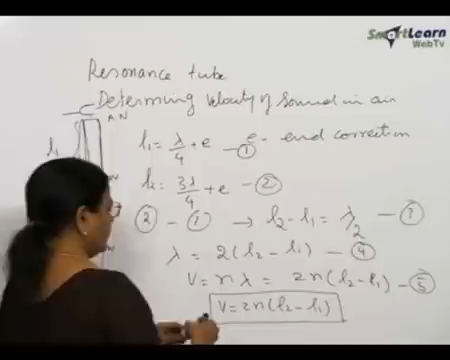 SmartLearn
WebTv
Resonance tube
Determining velocity of sound in air
A N
l₁
l₁ = λ/4 + e – ① e - end correction
l₂ = 3λ/4 + e – ②
② – ① → l₂ – l₁ = λ/2 – ③
λ = 2(l₂ – l₁) – ④
V = nλ = 2n(l₂ – l₁) – ⑤
V = 2n(l₂ – l₁)